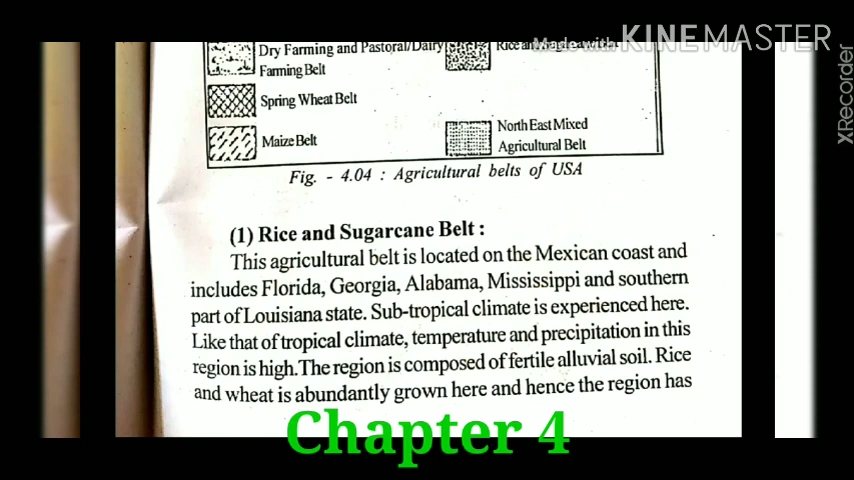 Made with KINEMASTER
XRecorder
Dry Farming and Pastoral/Dairy
Farming Belt
Rice and
Spring Wheat Belt
Maize Belt
North East Mixed
Agricultural Belt
Fig. - 4.04 : Agricultural belts of USA
(1) Rice and Sugarcane Belt :
This agricultural belt is located on the Mexican coast and
includes Florida, Georgia, Alabama, Mississippi and southern
part of Louisiana state. Sub-tropical climate is experienced here.
Like that of tropical climate, temperature and precipitation in this
region is high.The region is composed of fertile alluvial soil. Rice
and wheat is abundantly grown here and hence the region has
Chapter 4